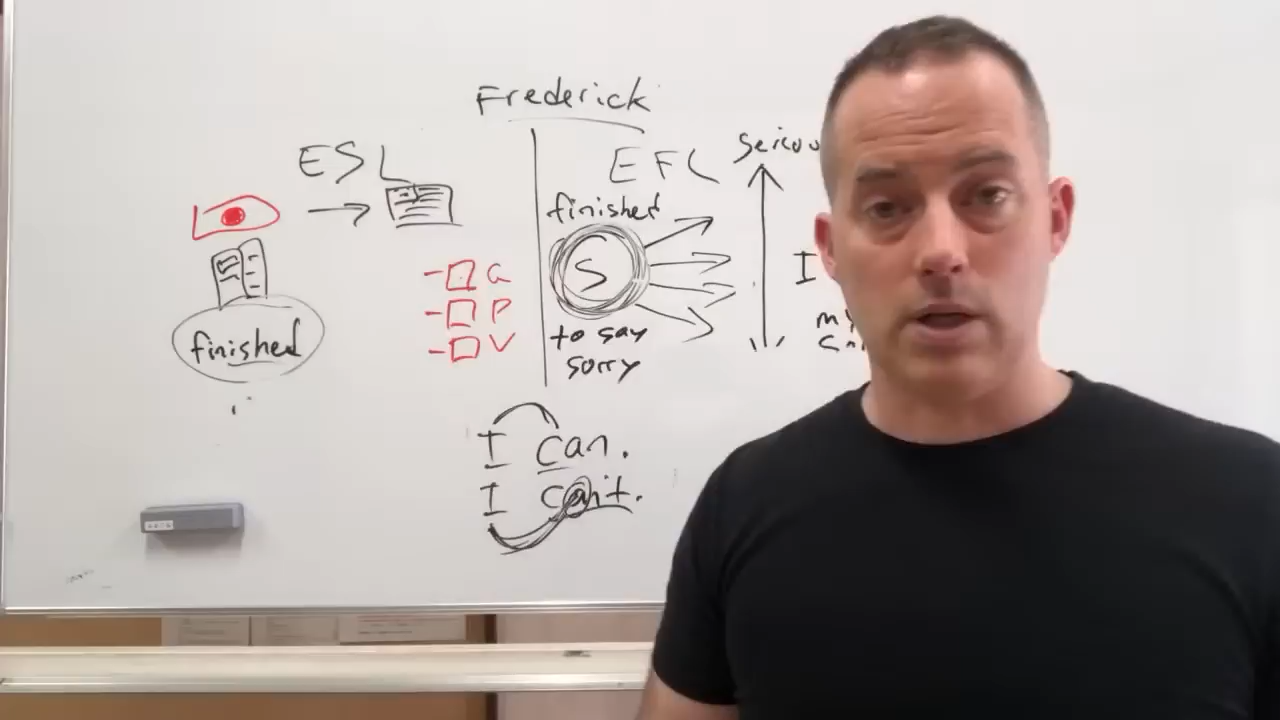 Frederick
ESL
EFL
finished
S
G
P
V
I
to say
sorry
finished
I can.
I can't.